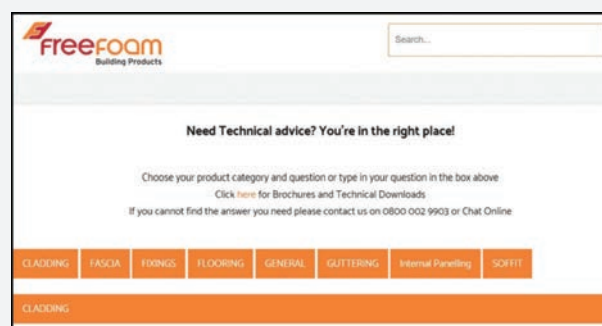 FREEFOAM
Building Products
Search...
Need Technical advice? You're in the right place!
Choose your product category and question or type in your question in the box above
Click here for Brochures and Technical Downloads
If you cannot find the answer you need please contact us on 0800 002 9903 or Chat Online
CLADDING FASCIA FIXINGS FLOORING GENERAL GUTTERING Internal Panelling SOFFIT
CLADDING